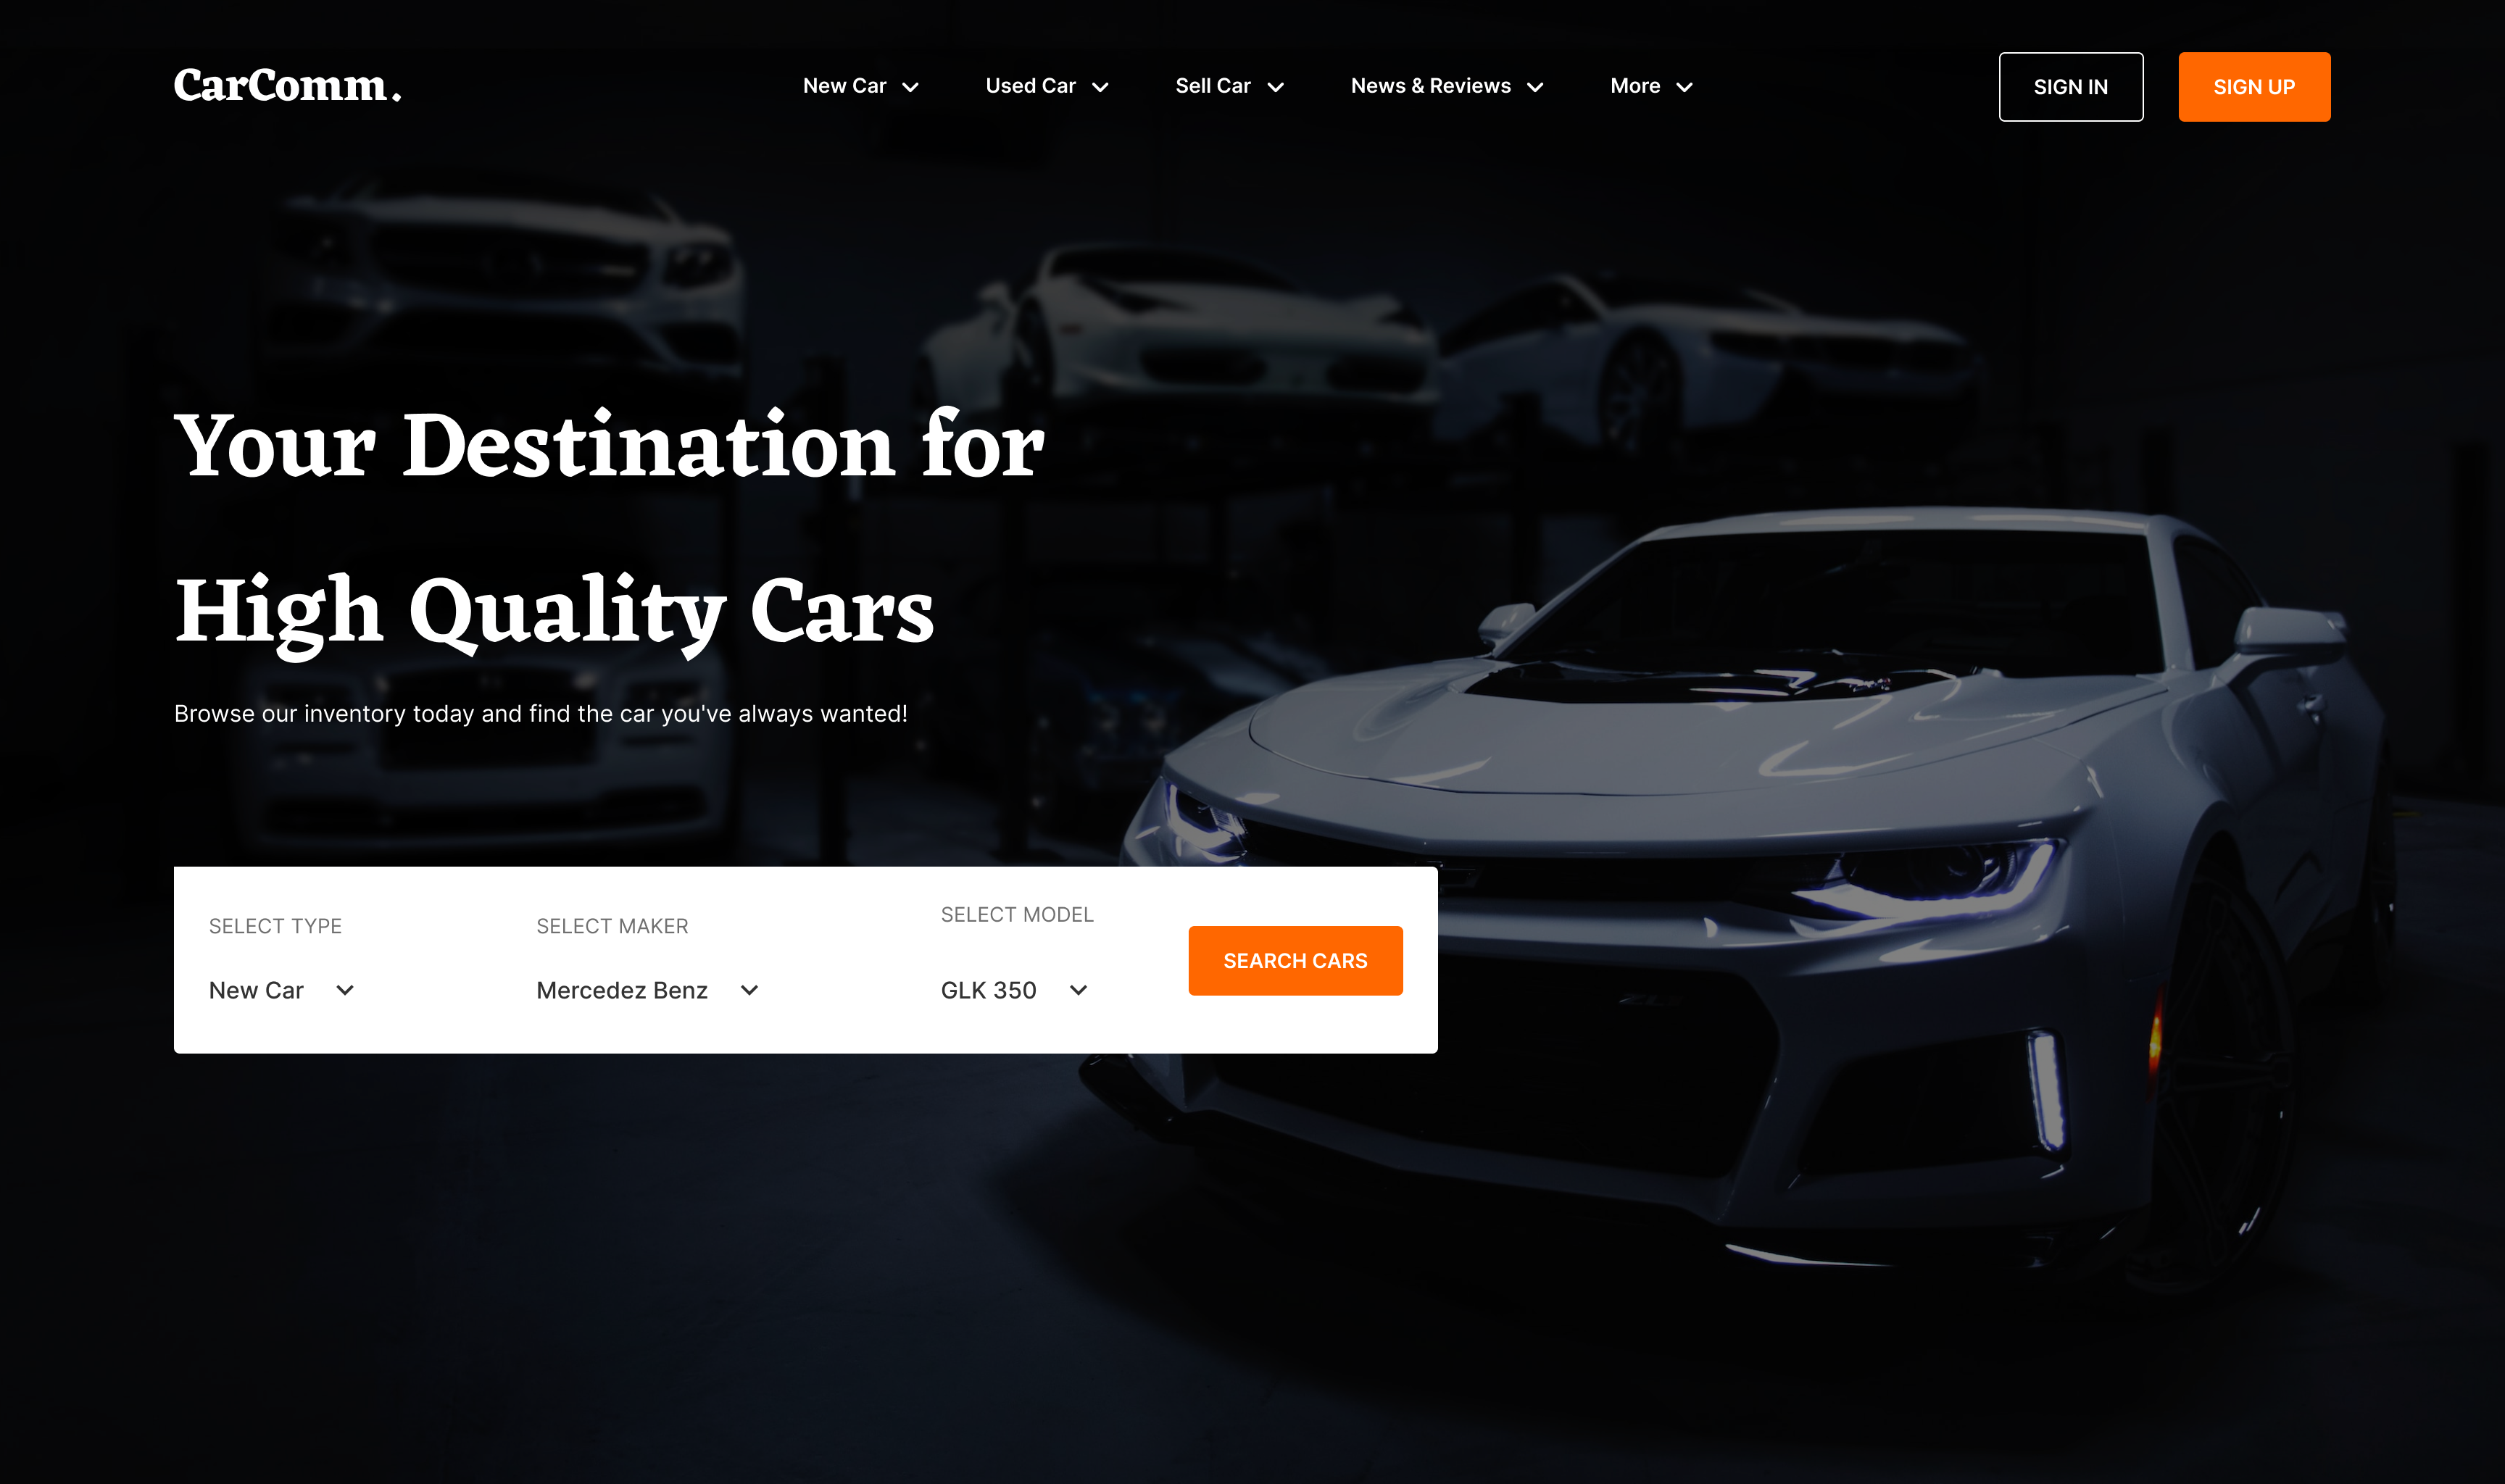 CarComm.
New Car
Used Car
Sell Car
News & Reviews
More
SIGN IN
SIGN UP
Your Destination for
High Quality Cars
Browse our inventory today and find the car you've always wanted!
SELECT TYPE
New Car
SELECT MAKER
Mercedez Benz
SELECT MODEL
GLK 350
SEARCH CARS